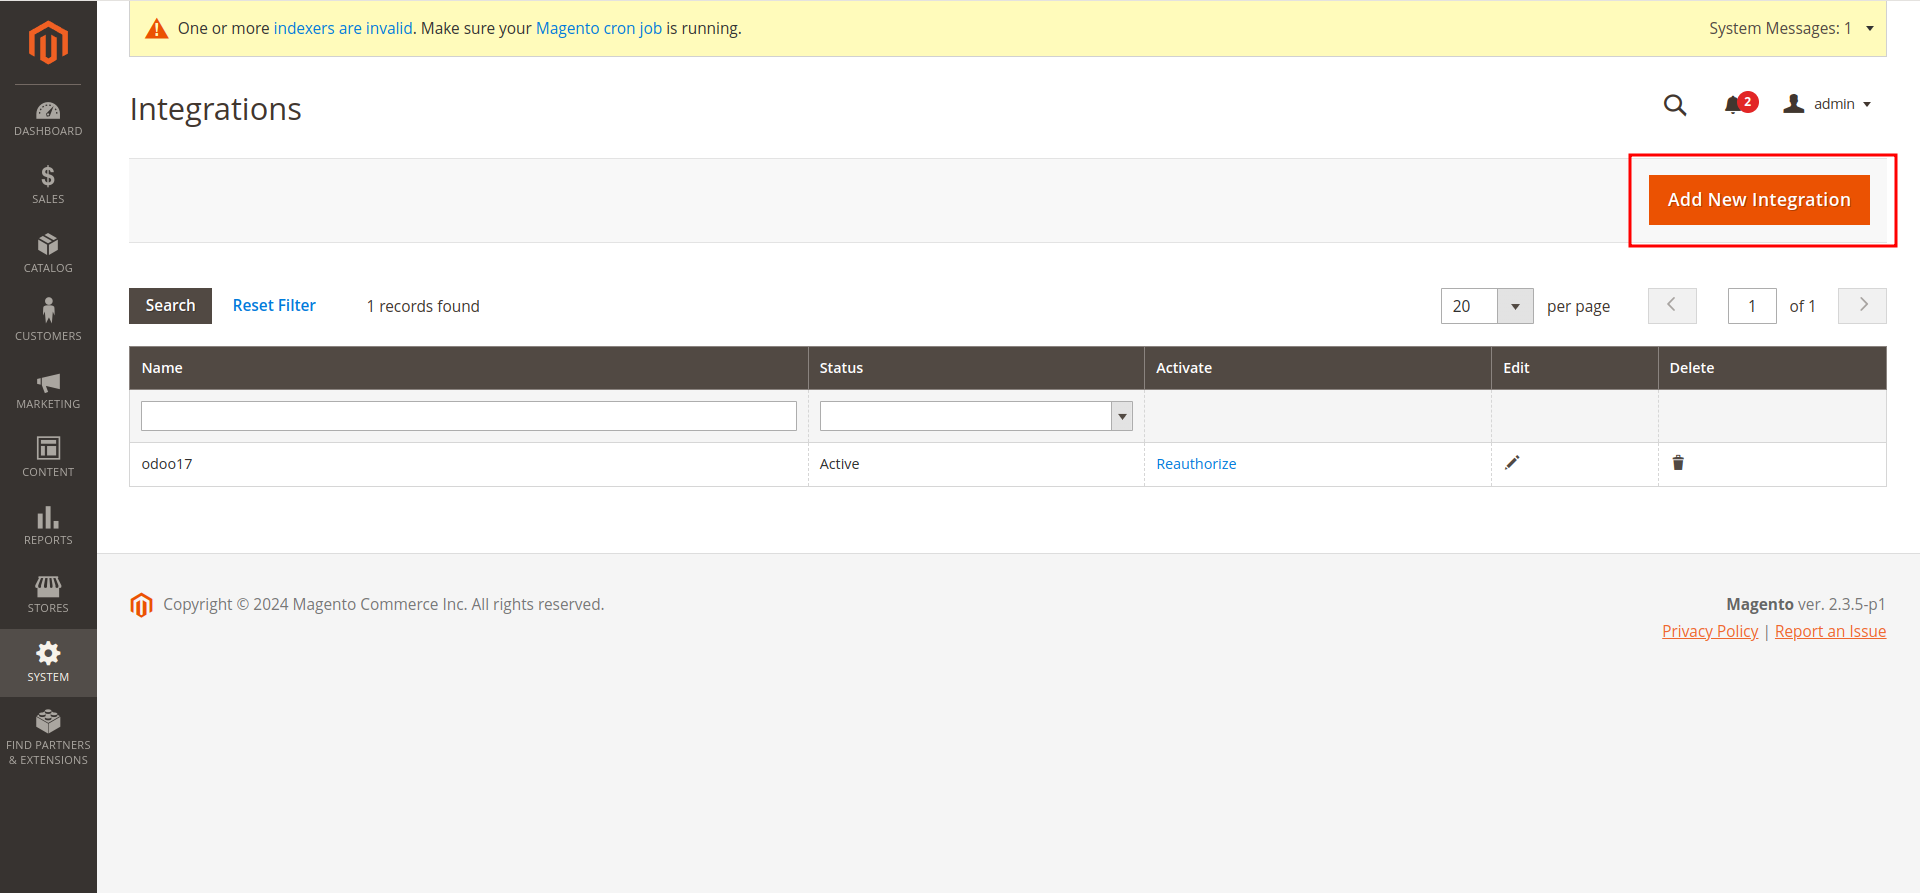 One or more indexers are invalid. Make sure your Magento cron job is running.
System Messages: 1
Integrations
2
admin
Add New Integration
DASHBOARD
SALES
CATALOG
CUSTOMERS
MARKETING
CONTENT
REPORTS
STORES
SYSTEM
FIND PARTNERS
& EXTENSIONS
Search Reset Filter 1 records found
20 per page 1 of 1
Name Status Activate Edit Delete
odoo17 Active Reauthorize
Copyright © 2024 Magento Commerce Inc. All rights reserved.
Magento ver. 2.3.5-p1
Privacy Policy | Report an Issue